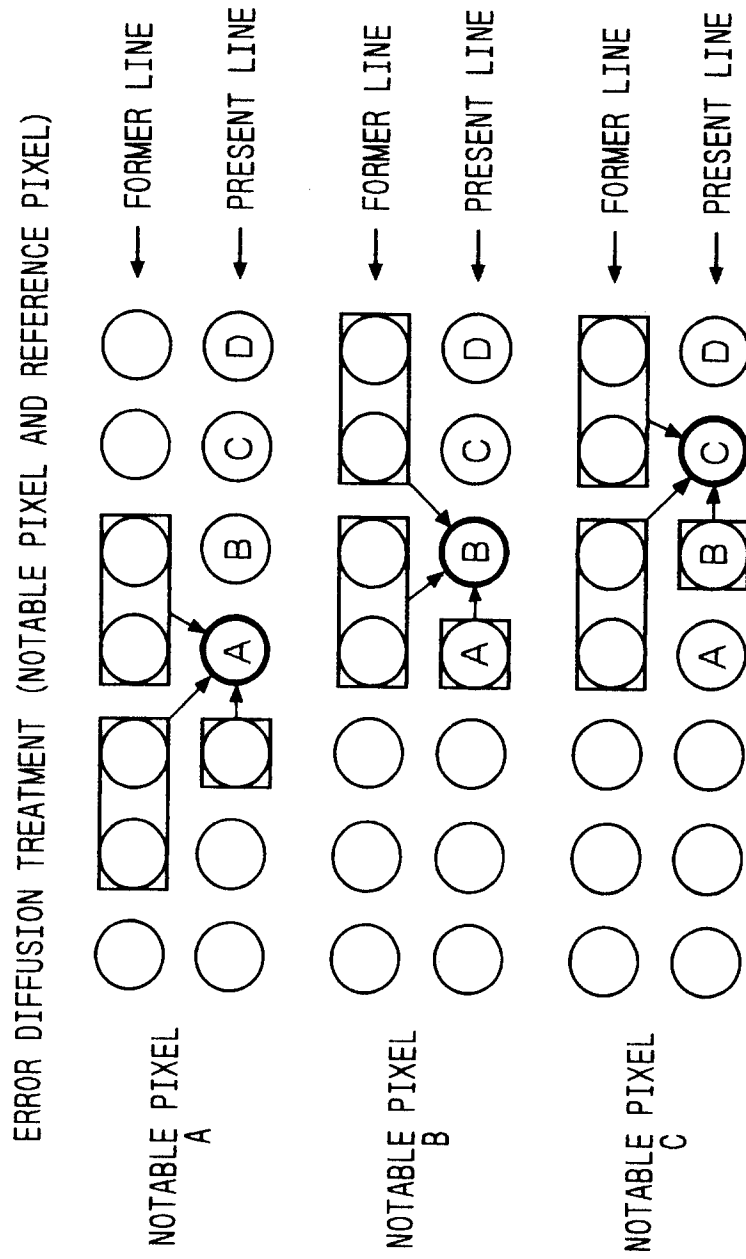 ERROR DIFFUSION TREATMENT (NOTABLE PIXEL AND REFERENCE PIXEL)
FORMER LINE
NOTABLE PIXEL
A
A B C D
PRESENT LINE
FORMER LINE
NOTABLE PIXEL
B
A B C D
PRESENT LINE
FORMER LINE
NOTABLE PIXEL
C
A B C D
PRESENT LINE